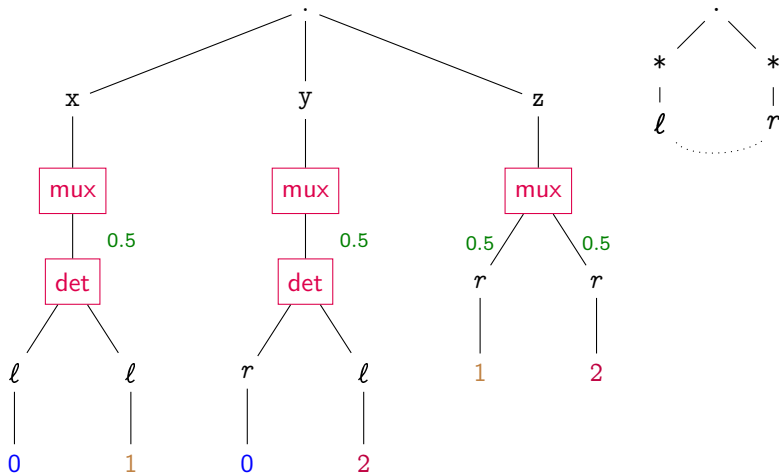 . .
* *
x y z
ℓ r
mux mux mux
0.5 0.5 0.5 0.5
det det
r r
ℓ ℓ r ℓ 1 2
0 1 0 2